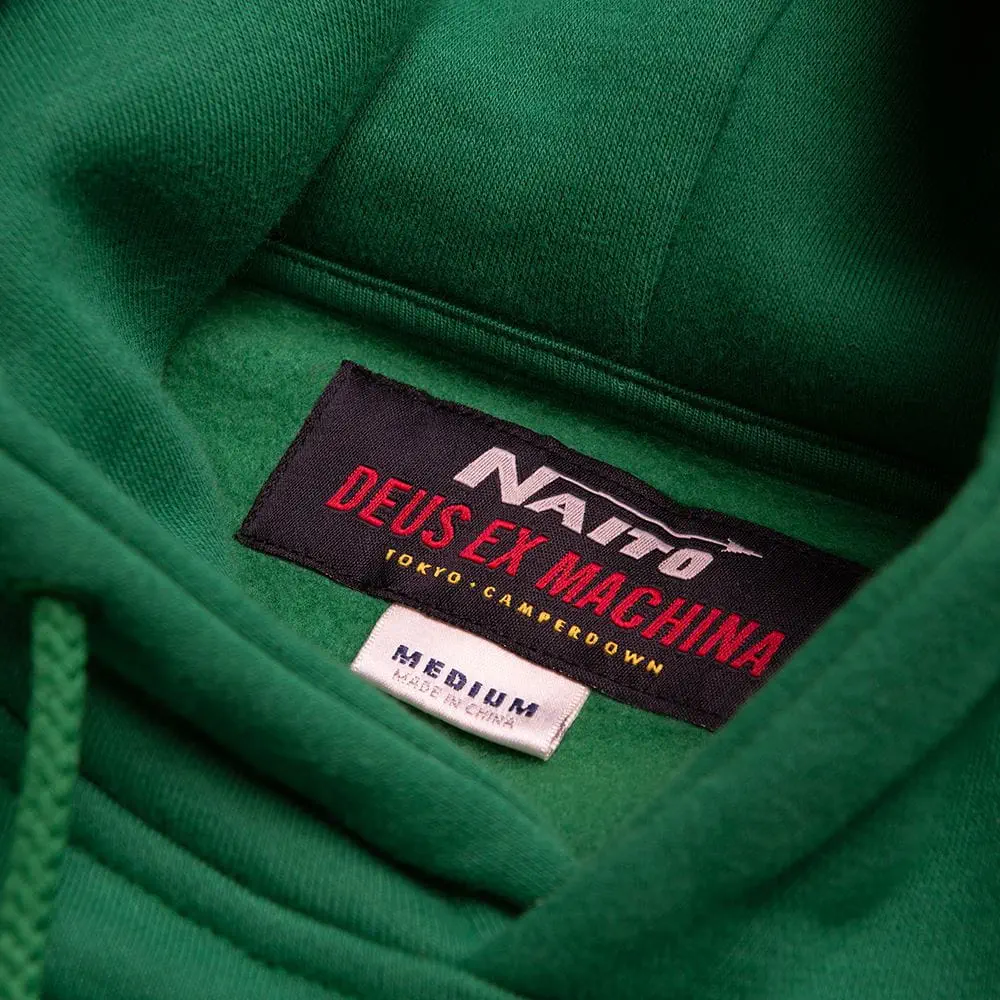 NAITO
DEUS EX MACHINA
TOKYO · CAMPERDOWN
MEDIUM
MADE IN CHINA